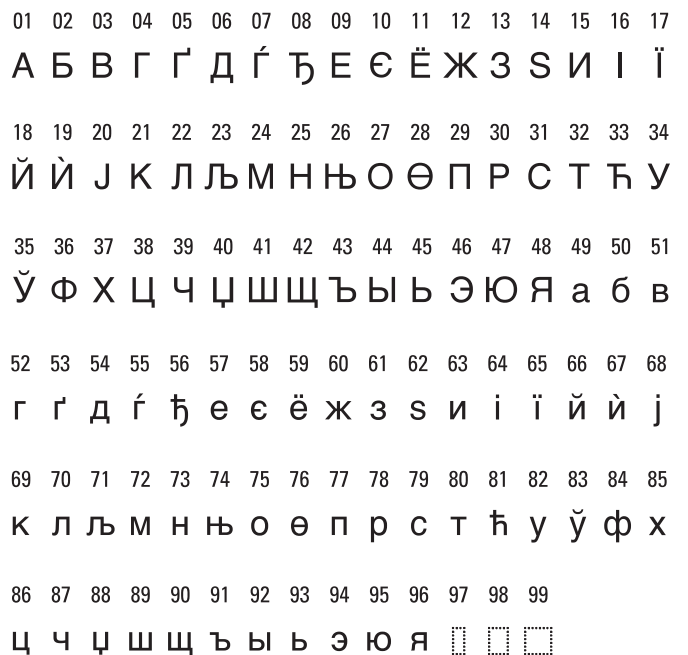 01 02 03 04 05 06 07 08 09 10 11 12 13 14 15 16 17
А Б В Г Ґ Д Ѓ Ђ Е Є Ё Ж З Ѕ И І Ї
18 19 20 21 22 23 24 25 26 27 28 29 30 31 32 33 34
Й Ѝ Ј К Л Љ М Н Њ О Ө П Р С Т Ћ У
35 36 37 38 39 40 41 42 43 44 45 46 47 48 49 50 51
Ў Ф Х Ц Ч Џ Ш Щ Ъ Ы Ь Э Ю Я а б в
52 53 54 55 56 57 58 59 60 61 62 63 64 65 66 67 68
г ґ д ѓ ђ е є ё ж з ѕ и і ї й ѝ ј
69 70 71 72 73 74 75 76 77 78 79 80 81 82 83 84 85
к л љ м н њ о ө п р с т ћ у ў ф х
86 87 88 89 90 91 92 93 94 95 96 97 98 99
ц ч џ ш щ ъ ы ь э ю я